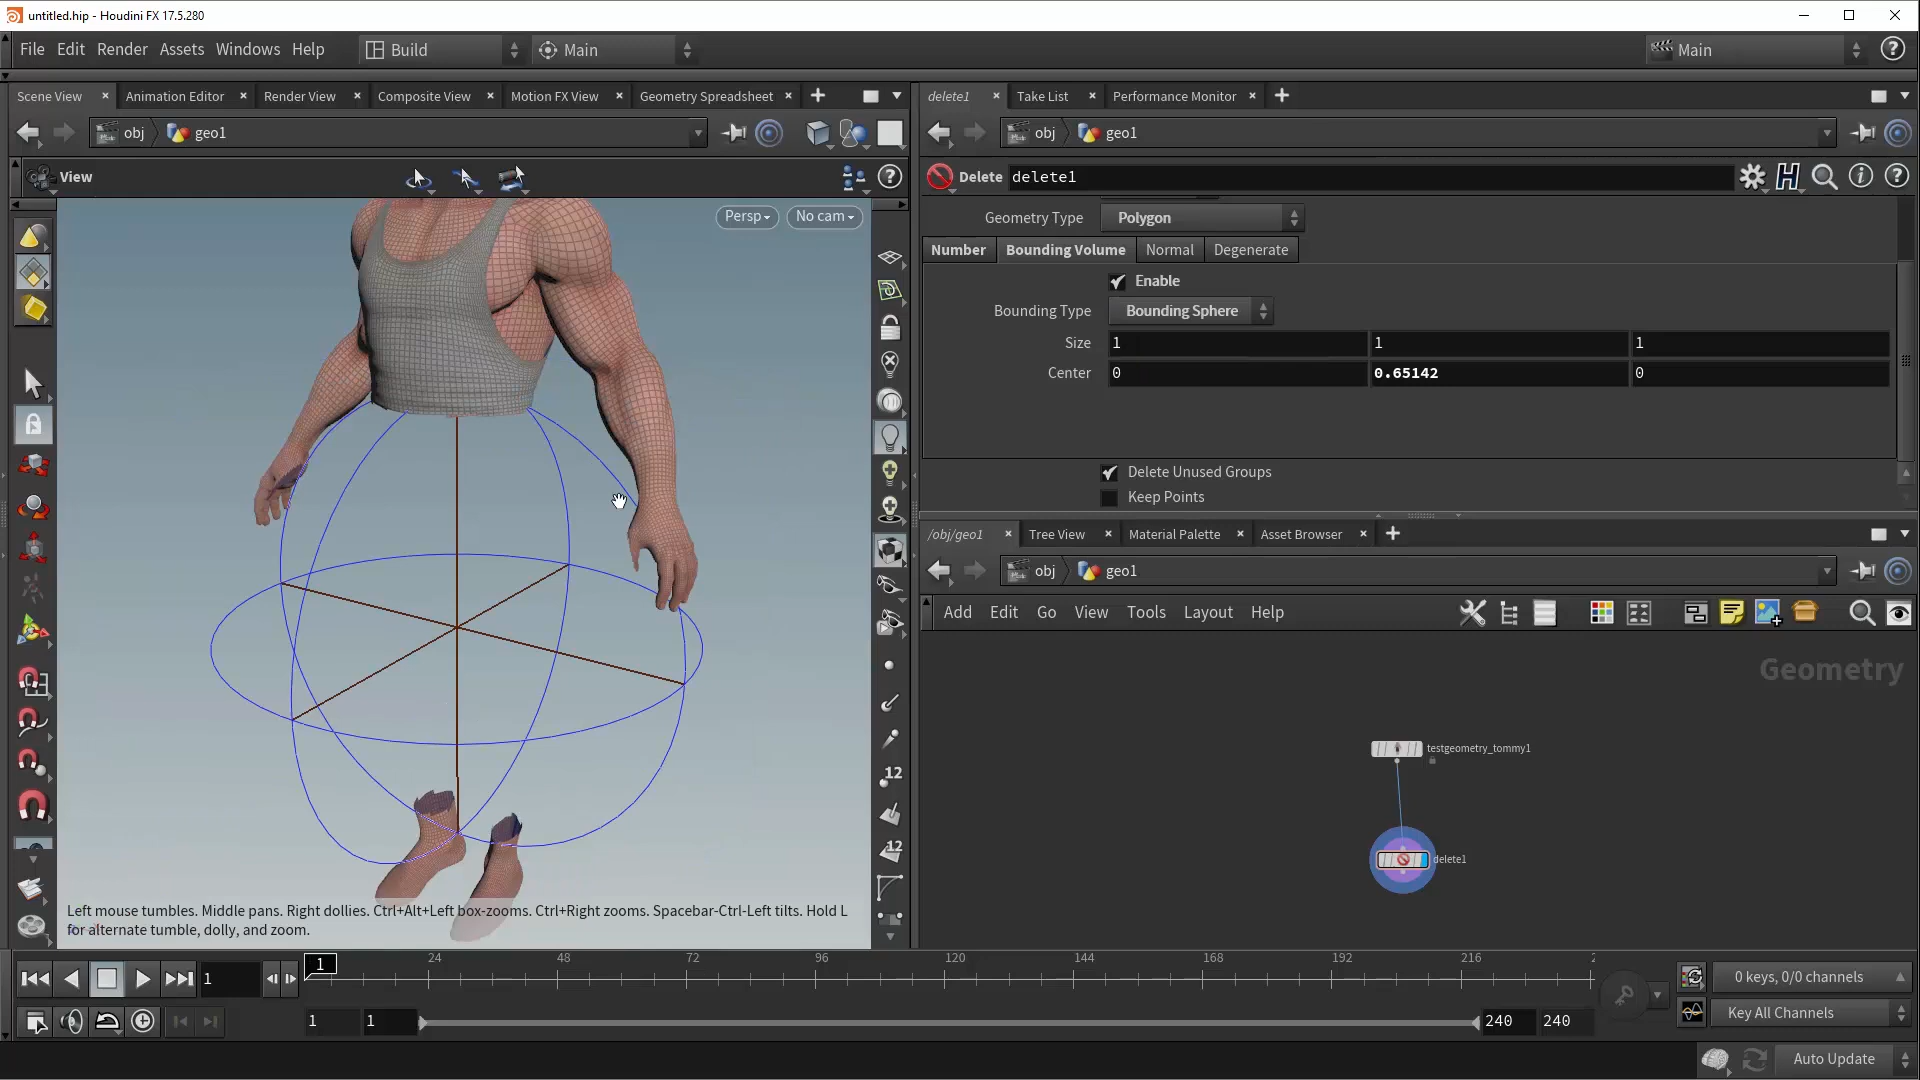 untitled.hip - Houdini FX 17.5.280
File Edit Render Assets Windows Help
Build
Main
Main
Scene View
Animation Editor
Render View
Composite View
Motion FX View
Geometry Spreadsheet
obj
geo1
View
Persp
No cam
12
12
Left mouse tumbles. Middle pans. Right dollies. Ctrl+Alt+Left box-zooms. Ctrl+Right zooms. Spacebar-Ctrl-Left tilts. Hold L
for alternate tumble, dolly, and zoom.
delete1
Take List
Performance Monitor
obj
geo1
Delete delete1
Geometry Type Polygon
Number Bounding Volume Normal Degenerate
Enable
Bounding Type Bounding Sphere
Size 1 1 1
Center 0 0.65142 0
Delete Unused Groups
Keep Points
/obj/geo1
Tree View
Material Palette
Asset Browser
obj
geo1
Add Edit Go View Tools Layout Help
Geometry
testgeometry_tommy1
delete1
1
1 24 48 72 96 120 144 168 192 216 2
0 keys, 0/0 channels
1 1 240 240
Key All Channels
Auto Update